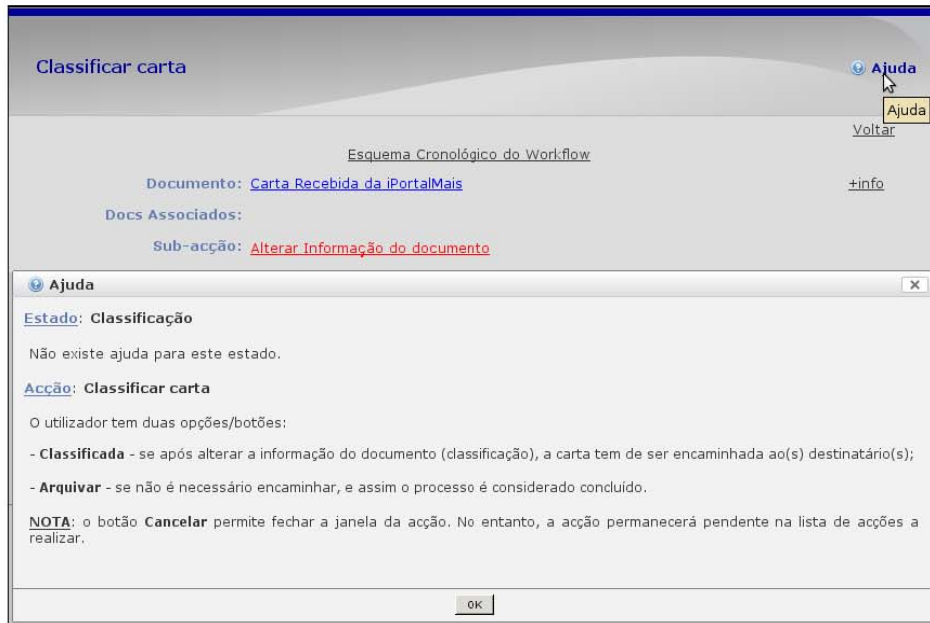 Classificar carta
Ajuda
Ajuda
Voltar
Esquema Cronológico do Workflow
Documento: Carta Recebida da iPortalMais +info
Docs Associados:
Sub-acção: Alterar Informação do documento
Ajuda
Estado: Classificação
Não existe ajuda para este estado.
Acção: Classificar carta
O utilizador tem duas opções/botões:
- Classificada - se após alterar a informação do documento (classificação), a carta tem de ser encaminhada ao(s) destinatário(s);
- Arquivar - se não é necessário encaminhar, e assim o processo é considerado concluído.
NOTA: o botão Cancelar permite fechar a janela da acção. No entanto, a acção permanecerá pendente na lista de acções a
realizar.
OK